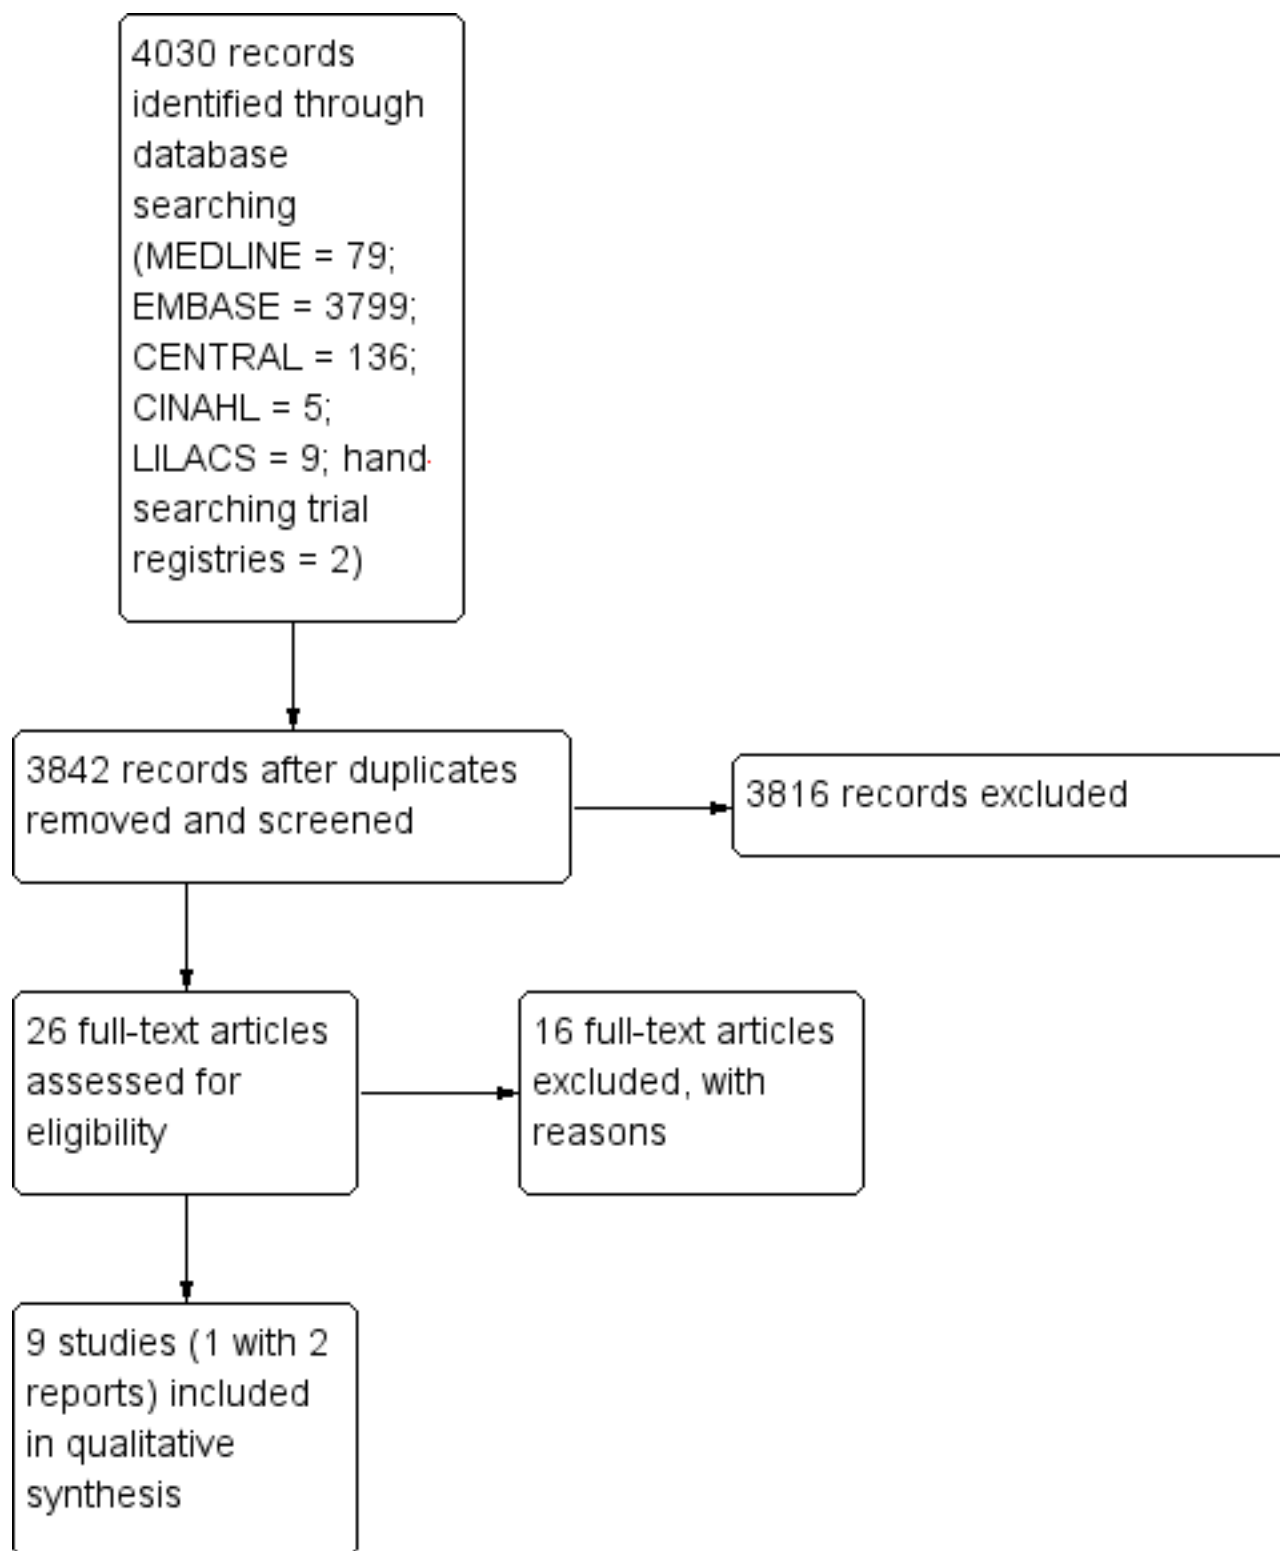 4030 records
identified through
database
searching
(MEDLINE = 79;
EMBASE = 3799;
CENTRAL = 136;
CINAHL = 5;
LILACS = 9; hand-
searching trial
registries = 2)
3842 records after duplicates
removed and screened
3816 records excluded
26 full-text articles
assessed for
eligibility
16 full-text articles
excluded, with
reasons
9 studies (1 with 2
reports) included
in qualitative
synthesis